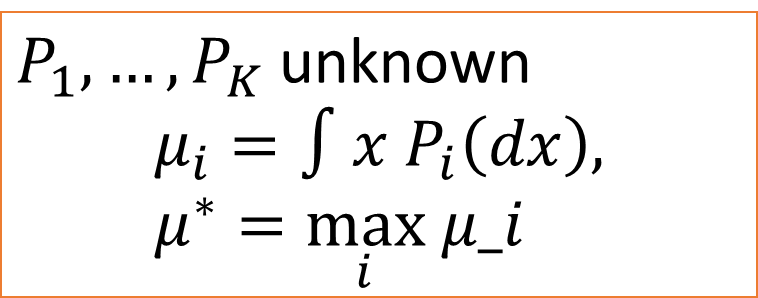 P_1, … , P_K unknown
μ_i = ∫ x P_i(dx),
μ^* = max_i μ_i